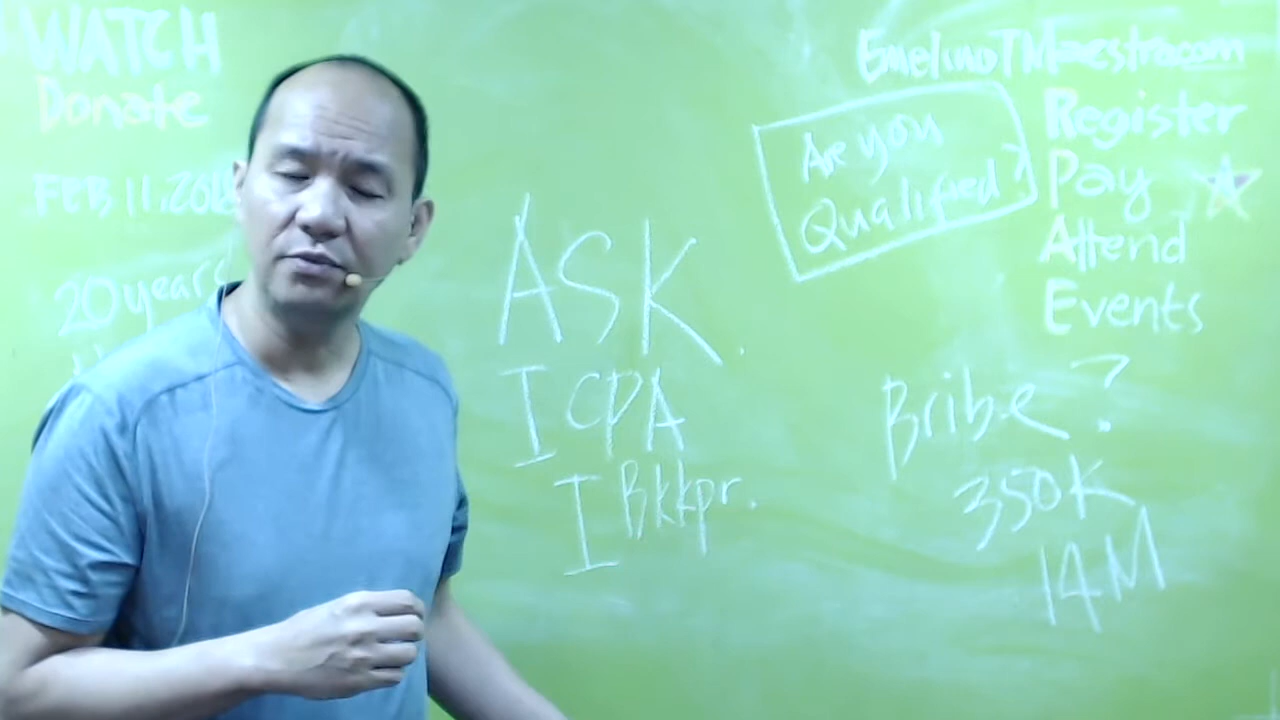 WATCH
Donate
FEB 11, 201
20 years
ASK.
I CPA
I Bkkpr.
EmelinoTMaestro.com
Are you
Qualified?
Register
Pay
Attend
Events
Bribe?
350K
14M